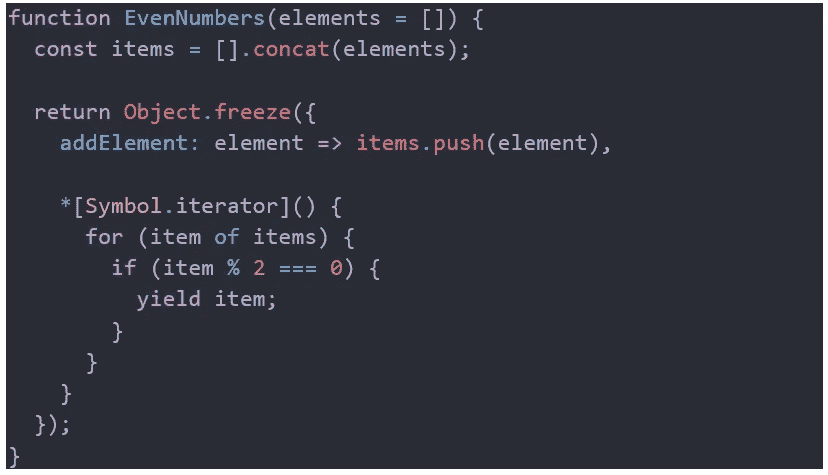 function EvenNumbers(elements = []) {
  const items = [].concat(elements);

  return Object.freeze({
    addElement: element => items.push(element),

    *[Symbol.iterator]() {
      for (item of items) {
        if (item % 2 === 0) {
          yield item;
        }
      }
    }
  });
}